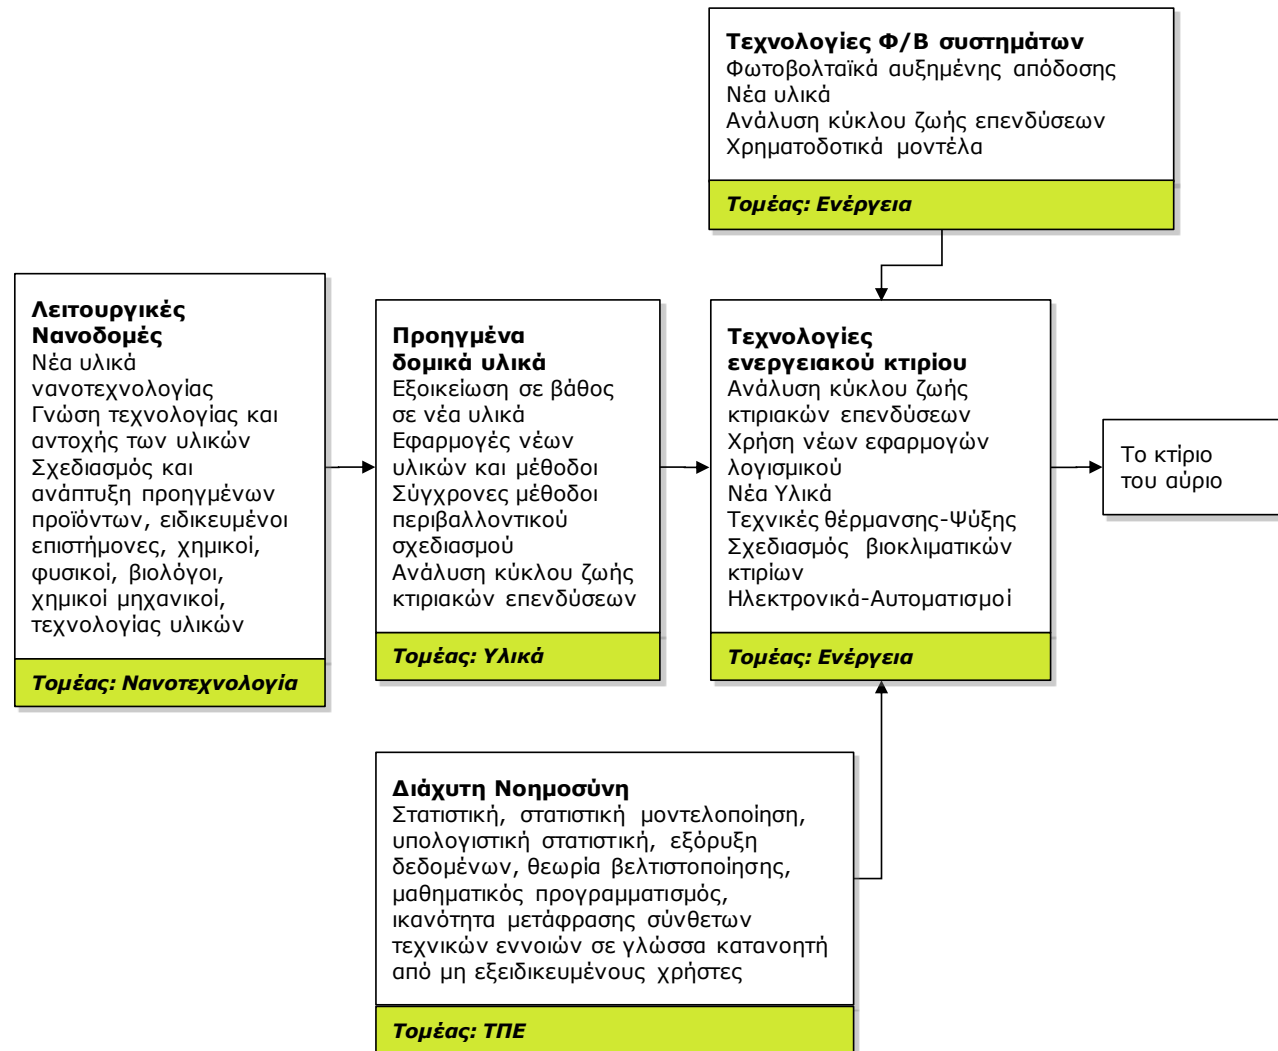 Τεχνολογίες Φ/Β συστημάτων
Φωτοβολταϊκά αυξημένης απόδοσης
Νέα υλικά
Ανάλυση κύκλου ζωής επενδύσεων
Χρηματοδοτικά μοντέλα
Τομέας: Ενέργεια
Λειτουργικές
Νανοδομές
Νέα υλικά
νανοτεχνολογίας
Γνώση τεχνολογίας και
αντοχής των υλικών
Σχεδιασμός και
ανάπτυξη προηγμένων
προϊόντων, ειδικευμένοι
επιστήμονες, χημικοί,
φυσικοί, βιολόγοι,
χημικοί μηχανικοί,
τεχνολογίας υλικών
Τομέας: Νανοτεχνολογία
Προηγμένα
δομικά υλικά
Εξοικείωση σε βάθος
σε νέα υλικά
Εφαρμογές νέων
υλικών και μέθοδοι
Σύγχρονες μέθοδοι
περιβαλλοντικού
σχεδιασμού
Ανάλυση κύκλου ζωής
κτιριακών επενδύσεων
Τομέας: Υλικά
Τεχνολογίες
ενεργειακού κτιρίου
Ανάλυση κύκλου ζωής
κτιριακών επενδύσεων
Χρήση νέων εφαρμογών
λογισμικού
Νέα Υλικά
Τεχνικές θέρμανσης-Ψύξης
Σχεδιασμός βιοκλιματικών
κτιρίων
Ηλεκτρονικά-Αυτοματισμοί
Τομέας: Ενέργεια
Το κτίριο
του αύριο
Διάχυτη Νοημοσύνη
Στατιστική, στατιστική μοντελοποίηση,
υπολογιστική στατιστική, εξόρυξη
δεδομένων, θεωρία βελτιστοποίησης,
μαθηματικός προγραμματισμός,
ικανότητα μετάφρασης σύνθετων
τεχνικών εννοιών σε γλώσσα κατανοητή
από μη εξειδικευμένους χρήστες
Τομέας: ΤΠΕ